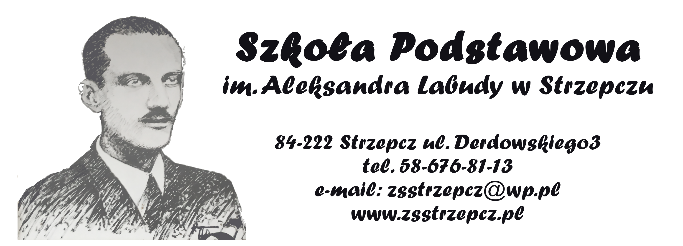 Szkoła Podstawowa
im. Aleksandra Labudy w Strzepczu
84-222 Strzepcz ul. Derdowskiego3
tel. 58-676-81-13
e-mail: zsstrzepcz@wp.pl
www.zsstrzepcz.pl